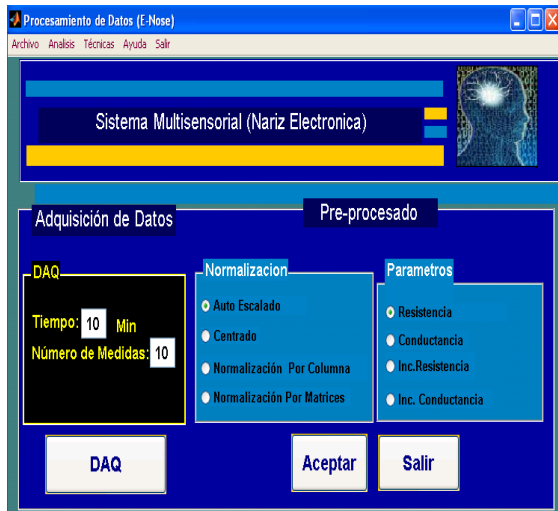 Procesamiento de Datos (E-Nose)
Archivo Analisis Técnicas Ayuda Salir
Sistema Multisensorial (Nariz Electronica)
Adquisición de Datos
Pre-procesado
DAQ
Tiempo: 10 Min
Número de Medidas: 10
Normalizacion
Auto Escalado
Centrado
Normalización Por Columna
Normalización Por Matrices
Parametros
Resistencia
Conductancia
Inc.Resistencia
Inc. Conductancia
DAQ
Aceptar
Salir